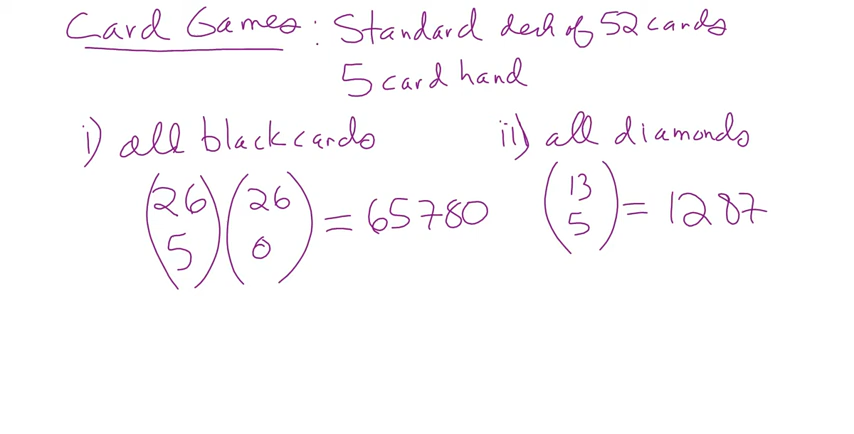 Card Games: Standard deck of 52 cards
5 card hand
i) all black cards
ii) all diamonds
(26 5)(26 0) = 65780
(13 5) = 1287